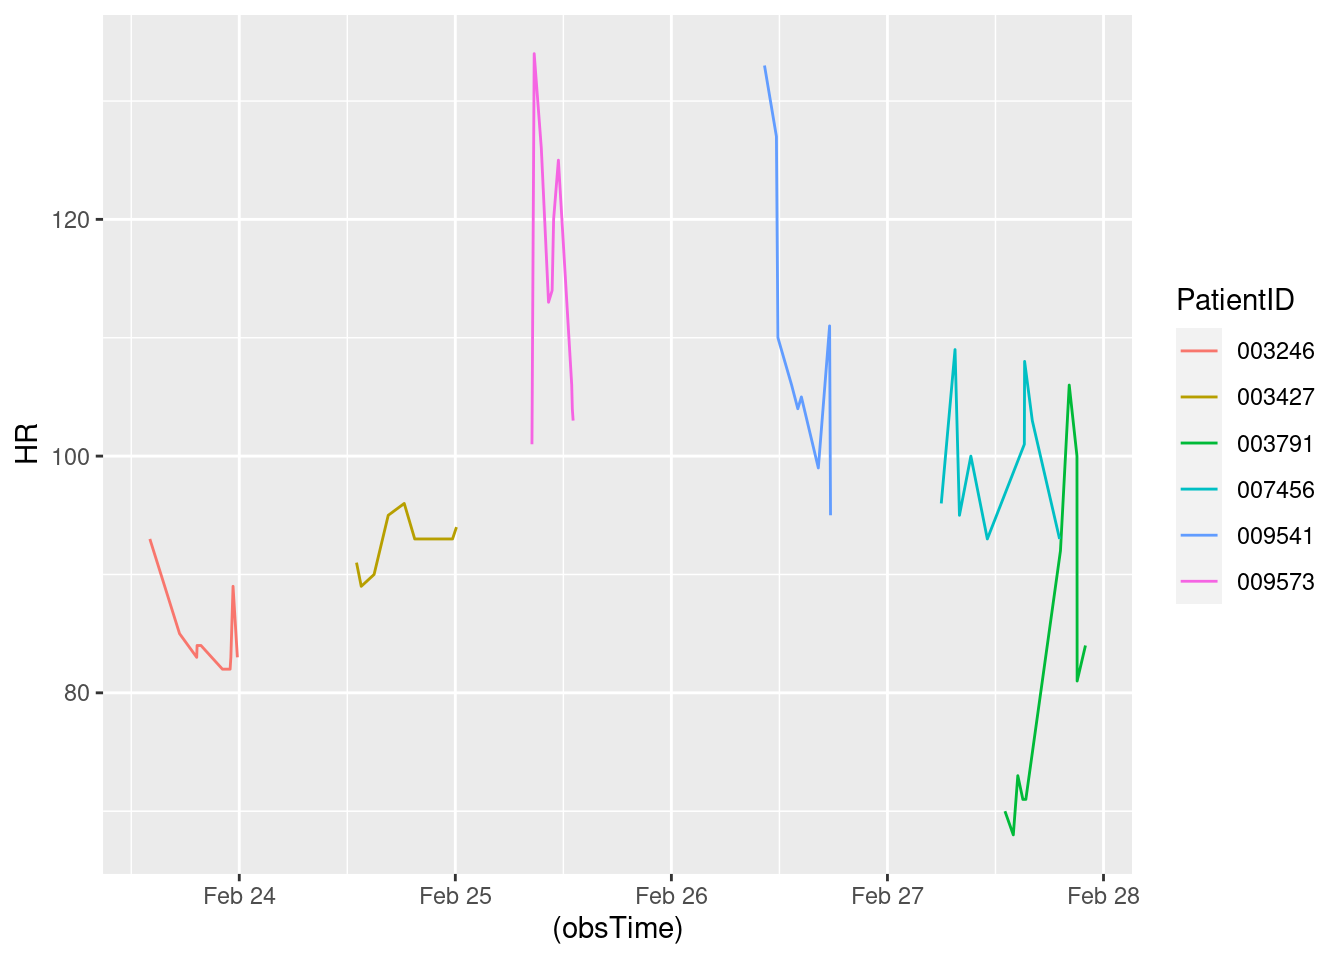 HR
120
100
80
Feb 24
Feb 25
Feb 26
Feb 27
Feb 28
(obsTime)
PatientID
003246
003427
003791
007456
009541
009573